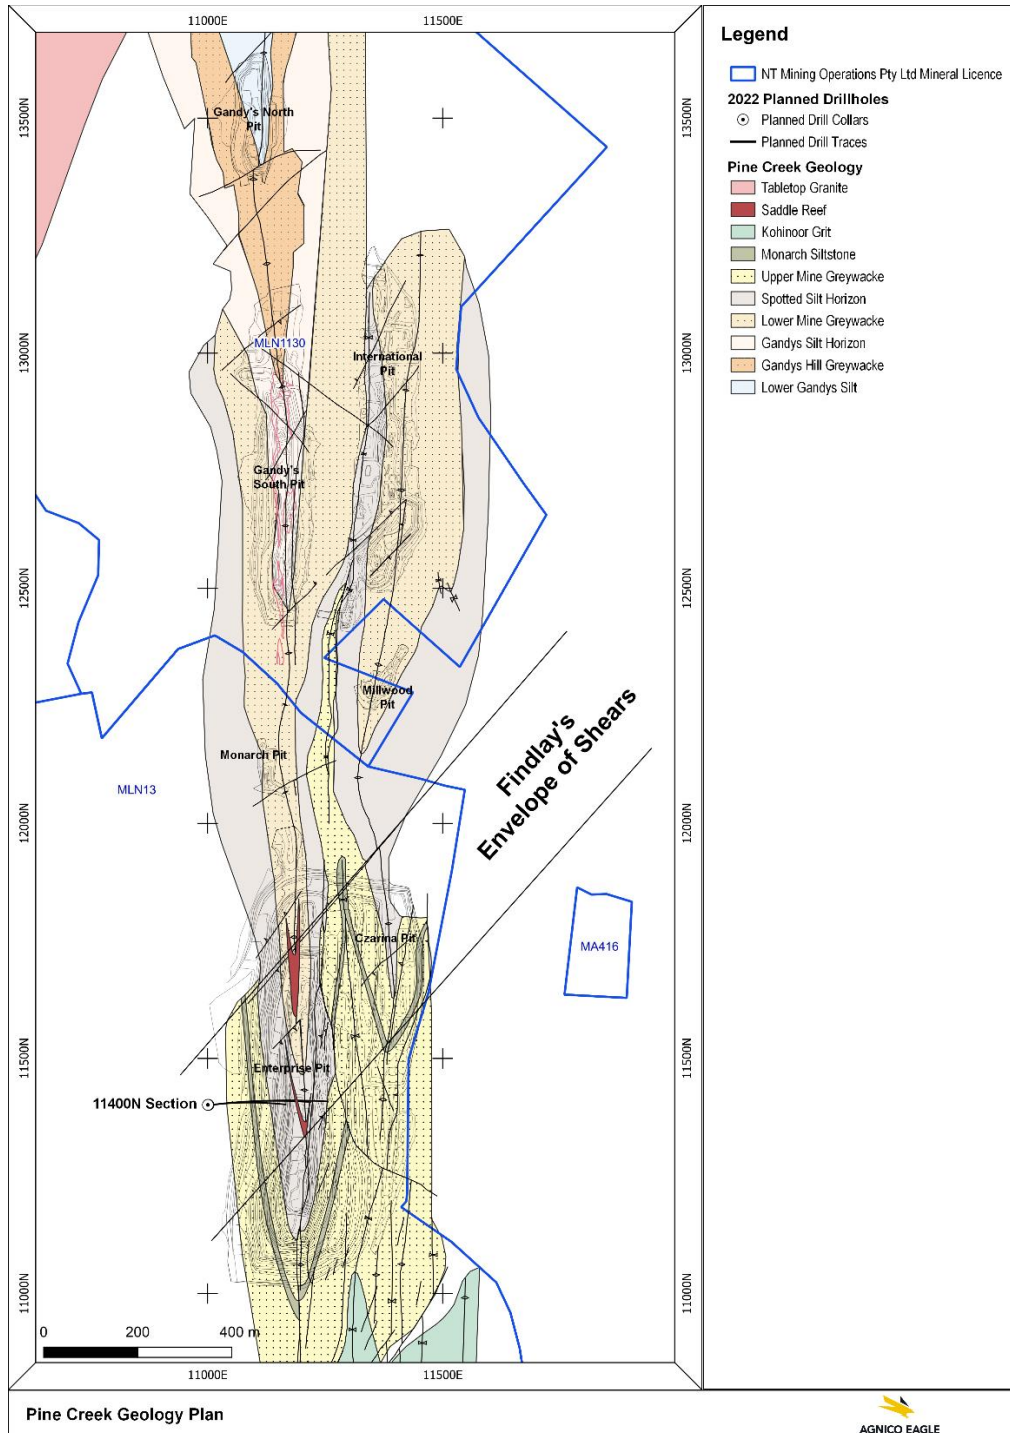 11000E
11500E
13500N
13000N
12500N
12000N
11500N
11000N
13500N
13000N
12500N
12000N
11500N
11000N
Gandy's North
Pit
MLN1130
International
Pit
Gandy's
South Pit
Millwood
Pit
Monarch Pit
MLN13
Findlay's
Envelope of Shears
Czarina Pit
MA416
Enterprise Pit
11400N Section
0 200 400 m
11000E
11500E
Legend
NT Mining Operations Pty Ltd Mineral Licence
2022 Planned Drillholes
Planned Drill Collars
Planned Drill Traces
Pine Creek Geology
Tabletop Granite
Saddle Reef
Kohinoor Grit
Monarch Siltstone
Upper Mine Greywacke
Spotted Silt Horizon
Lower Mine Greywacke
Gandys Silt Horizon
Gandys Hill Greywacke
Lower Gandys Silt
Pine Creek Geology Plan
AGNICO EAGLE